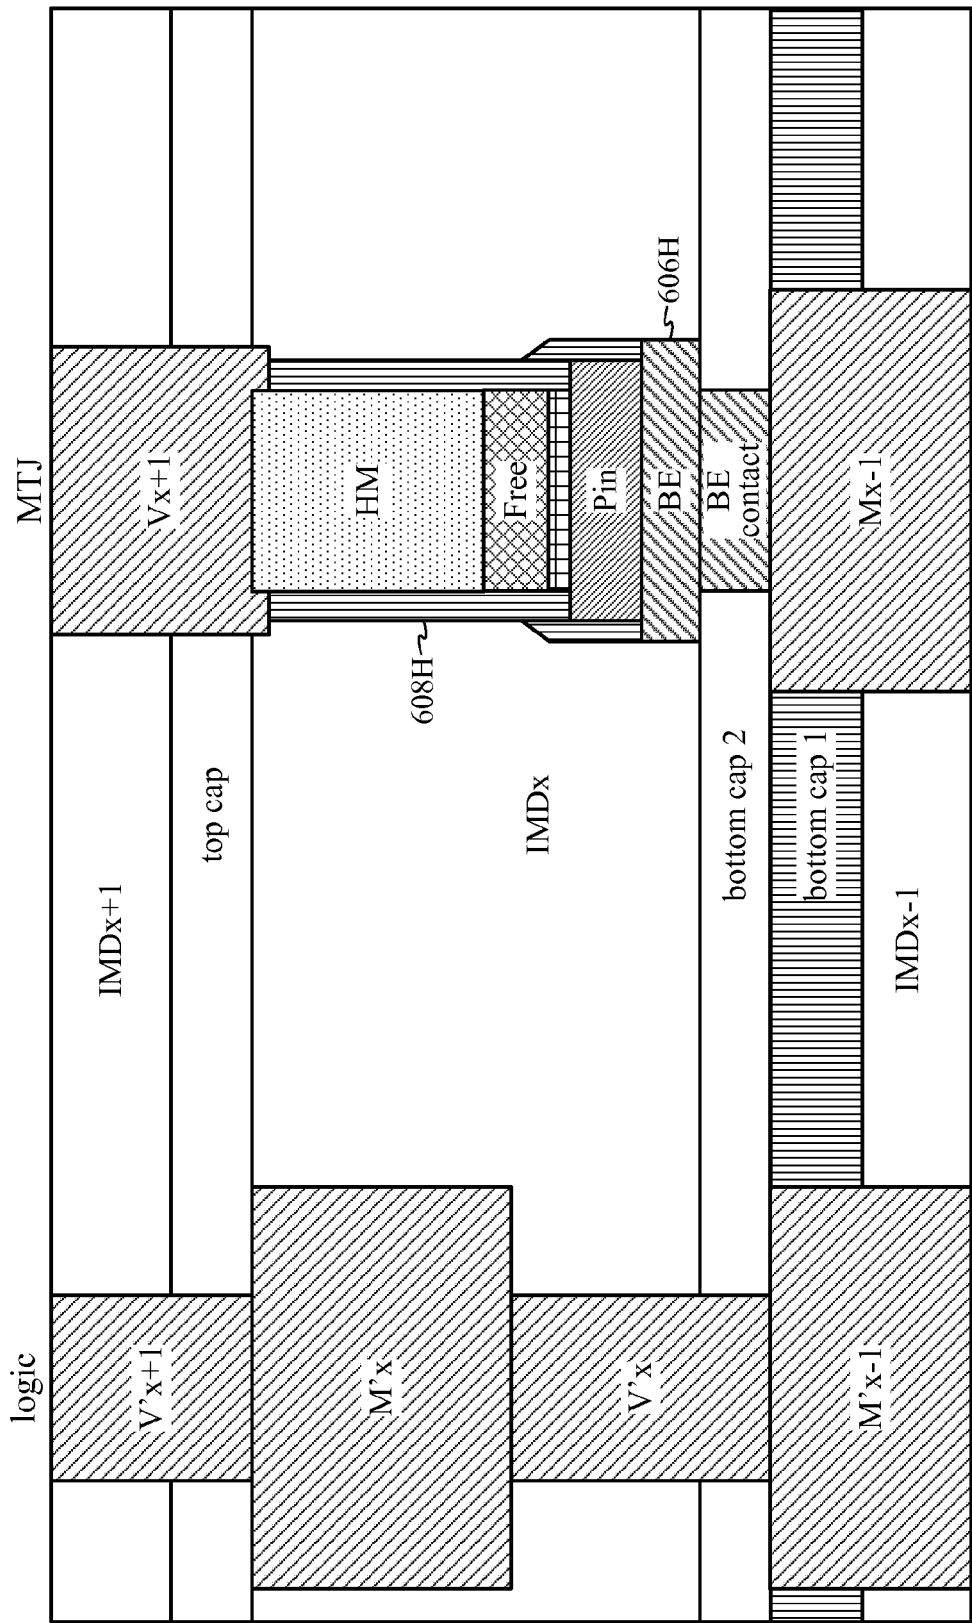 logic
MTJ
V'x+1
IMDx+1
Vx+1
top cap
M'x
HM
608H
Free
IMDx
Pin
V'x
BE
606H
bottom cap 2
BE
contact
bottom cap 1
M'x-1
IMDx-1
Mx-1